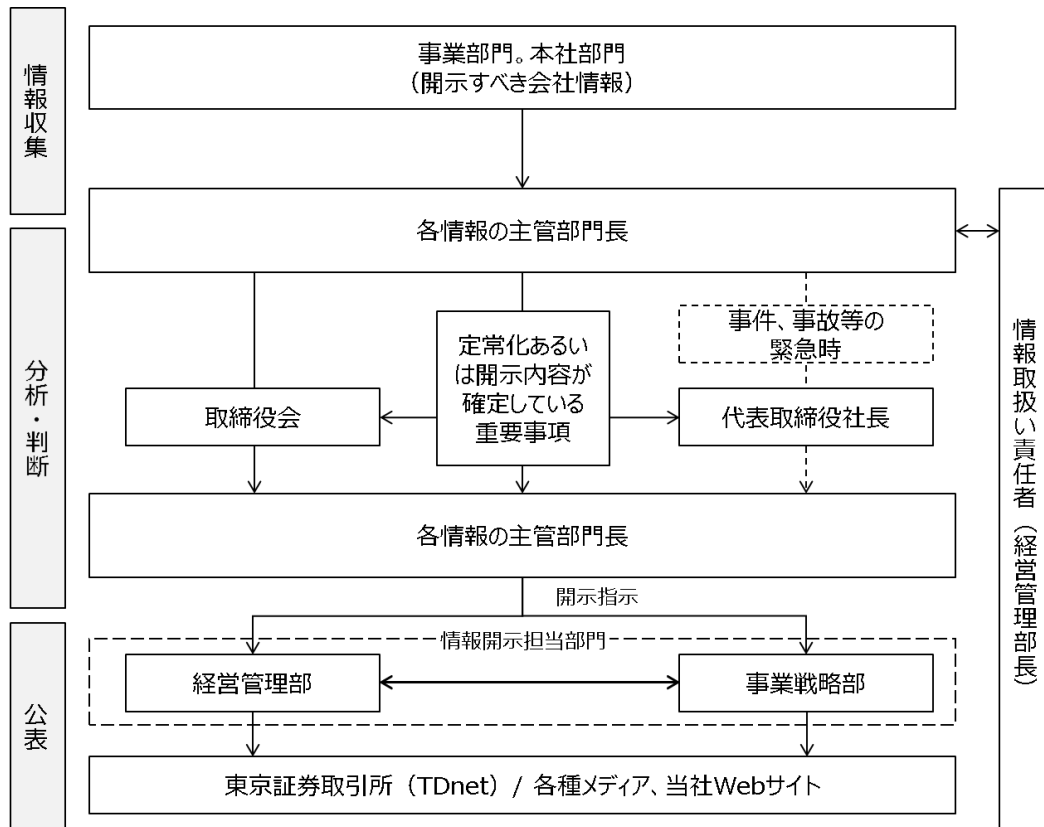 情報収集
事業部門。本社部門
（開示すべき会社情報）
各情報の主管部門長
分析・判断
定常化あるい
は開示内容が
確定している
重要事項
事件、事故等の
緊急時
取締役会
代表取締役社長
各情報の主管部門長
開示指示
公表
情報開示担当部門
経営管理部
事業戦略部
東京証券取引所（TDnet）/ 各種メディア、当社Webサイト
情報取扱い責任者（経営管理部長）